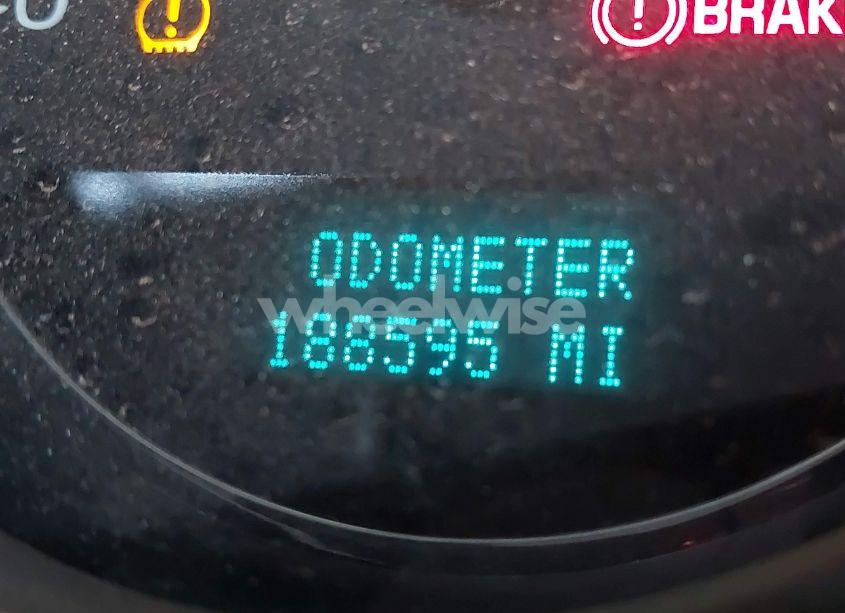 ! (!) BRAK
ODOMETER
wheelwise
188595 MI